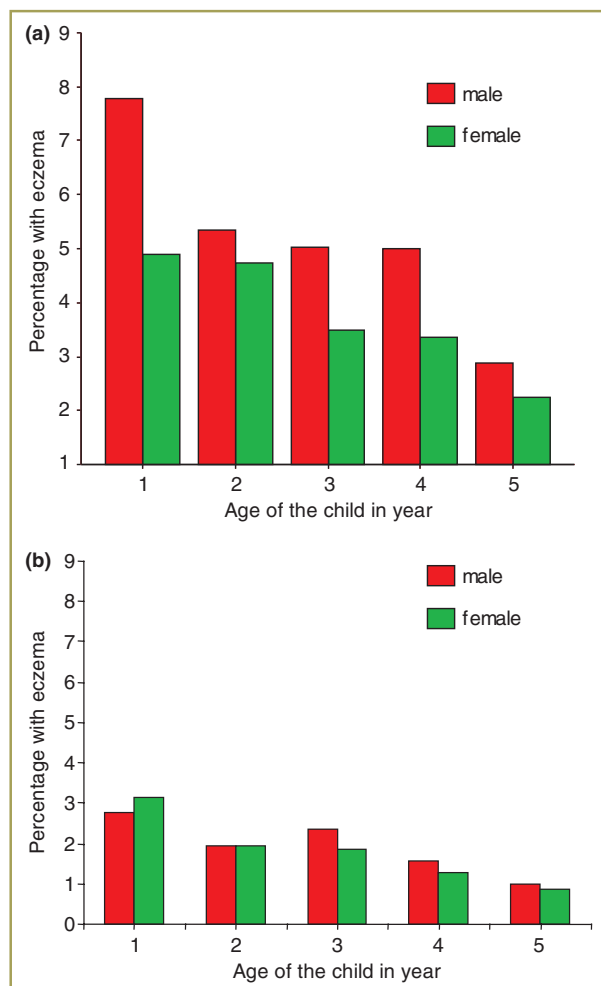 (a)
9
8
7
6
5
4
3
2
1
Percentage with eczema
male
female
1 2 3 4 5
Age of the child in year
(b)
9
8
7
6
5
4
3
2
1
0
Percentage with eczema
male
female
1 2 3 4 5
Age of the child in year